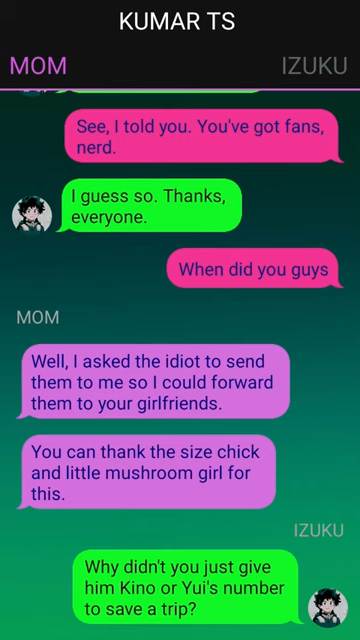 KUMAR TS
MOM
IZUKU
See, I told you. You've got fans,
nerd.
I guess so. Thanks,
everyone.
When did you guys
MOM
Well, I asked the idiot to send
them to me so I could forward
them to your girlfriends.
You can thank the size chick
and little mushroom girl for
this.
IZUKU
Why didn't you just give
him Kino or Yui's number
to save a trip?